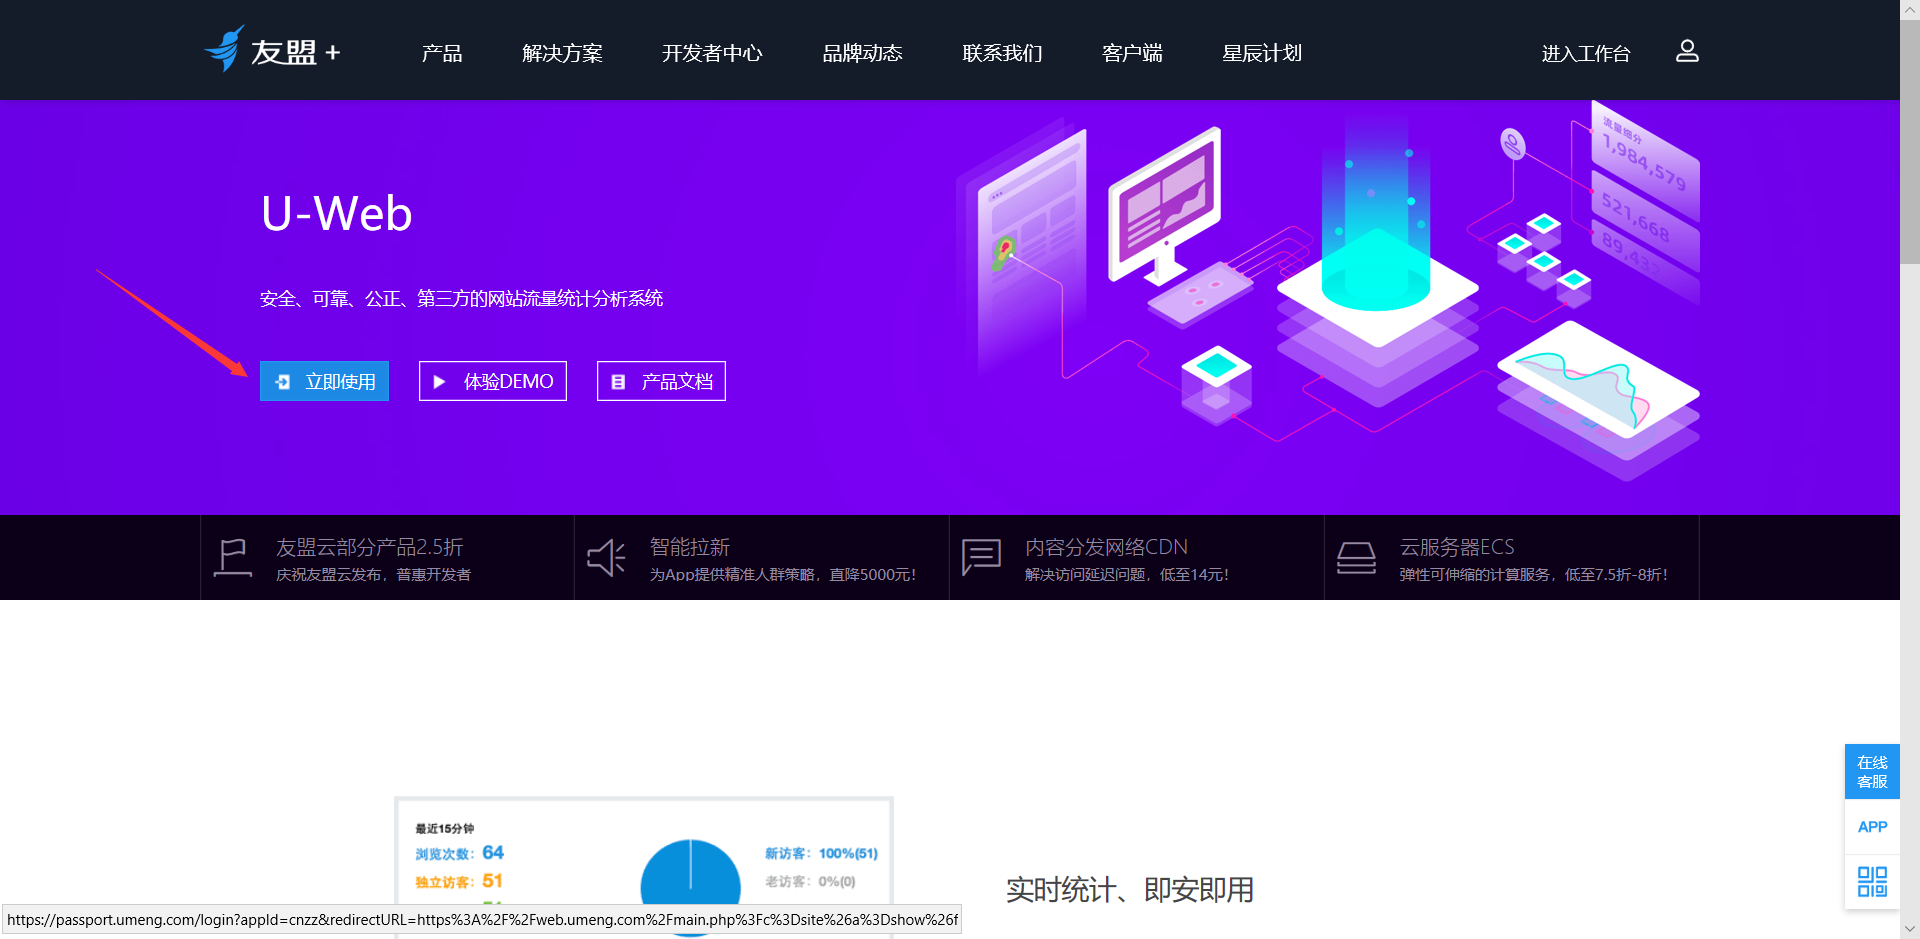 友盟+
产品 解决方案 开发者中心 品牌动态 联系我们 客户端 星辰计划 进入工作台
流量细分
1,984,579
521,668
89,432
U-Web
安全、可靠、公正、第三方的网站流量统计分析系统
立即使用 体验DEMO 产品文档
友盟云部分产品2.5折
庆祝友盟云发布，普惠开发者
智能拉新
为App提供精准人群策略，直降5000元！
内容分发网络CDN
解决访问延迟问题，低至14元！
云服务器ECS
弹性可伸缩的计算服务，低至7.5折-8折！
在线
客服
APP
最近15分钟
浏览次数：64
独立访客：51
新访客：100%(51)
老访客：0%(0)
实时统计、即安即用
https://passport.umeng.com/login?appId=cnzz&redirectURL=https%3A%2F%2Fweb.umeng.com%2Fmain.php%3Fc%3Dsite%26a%3Dshow%26f